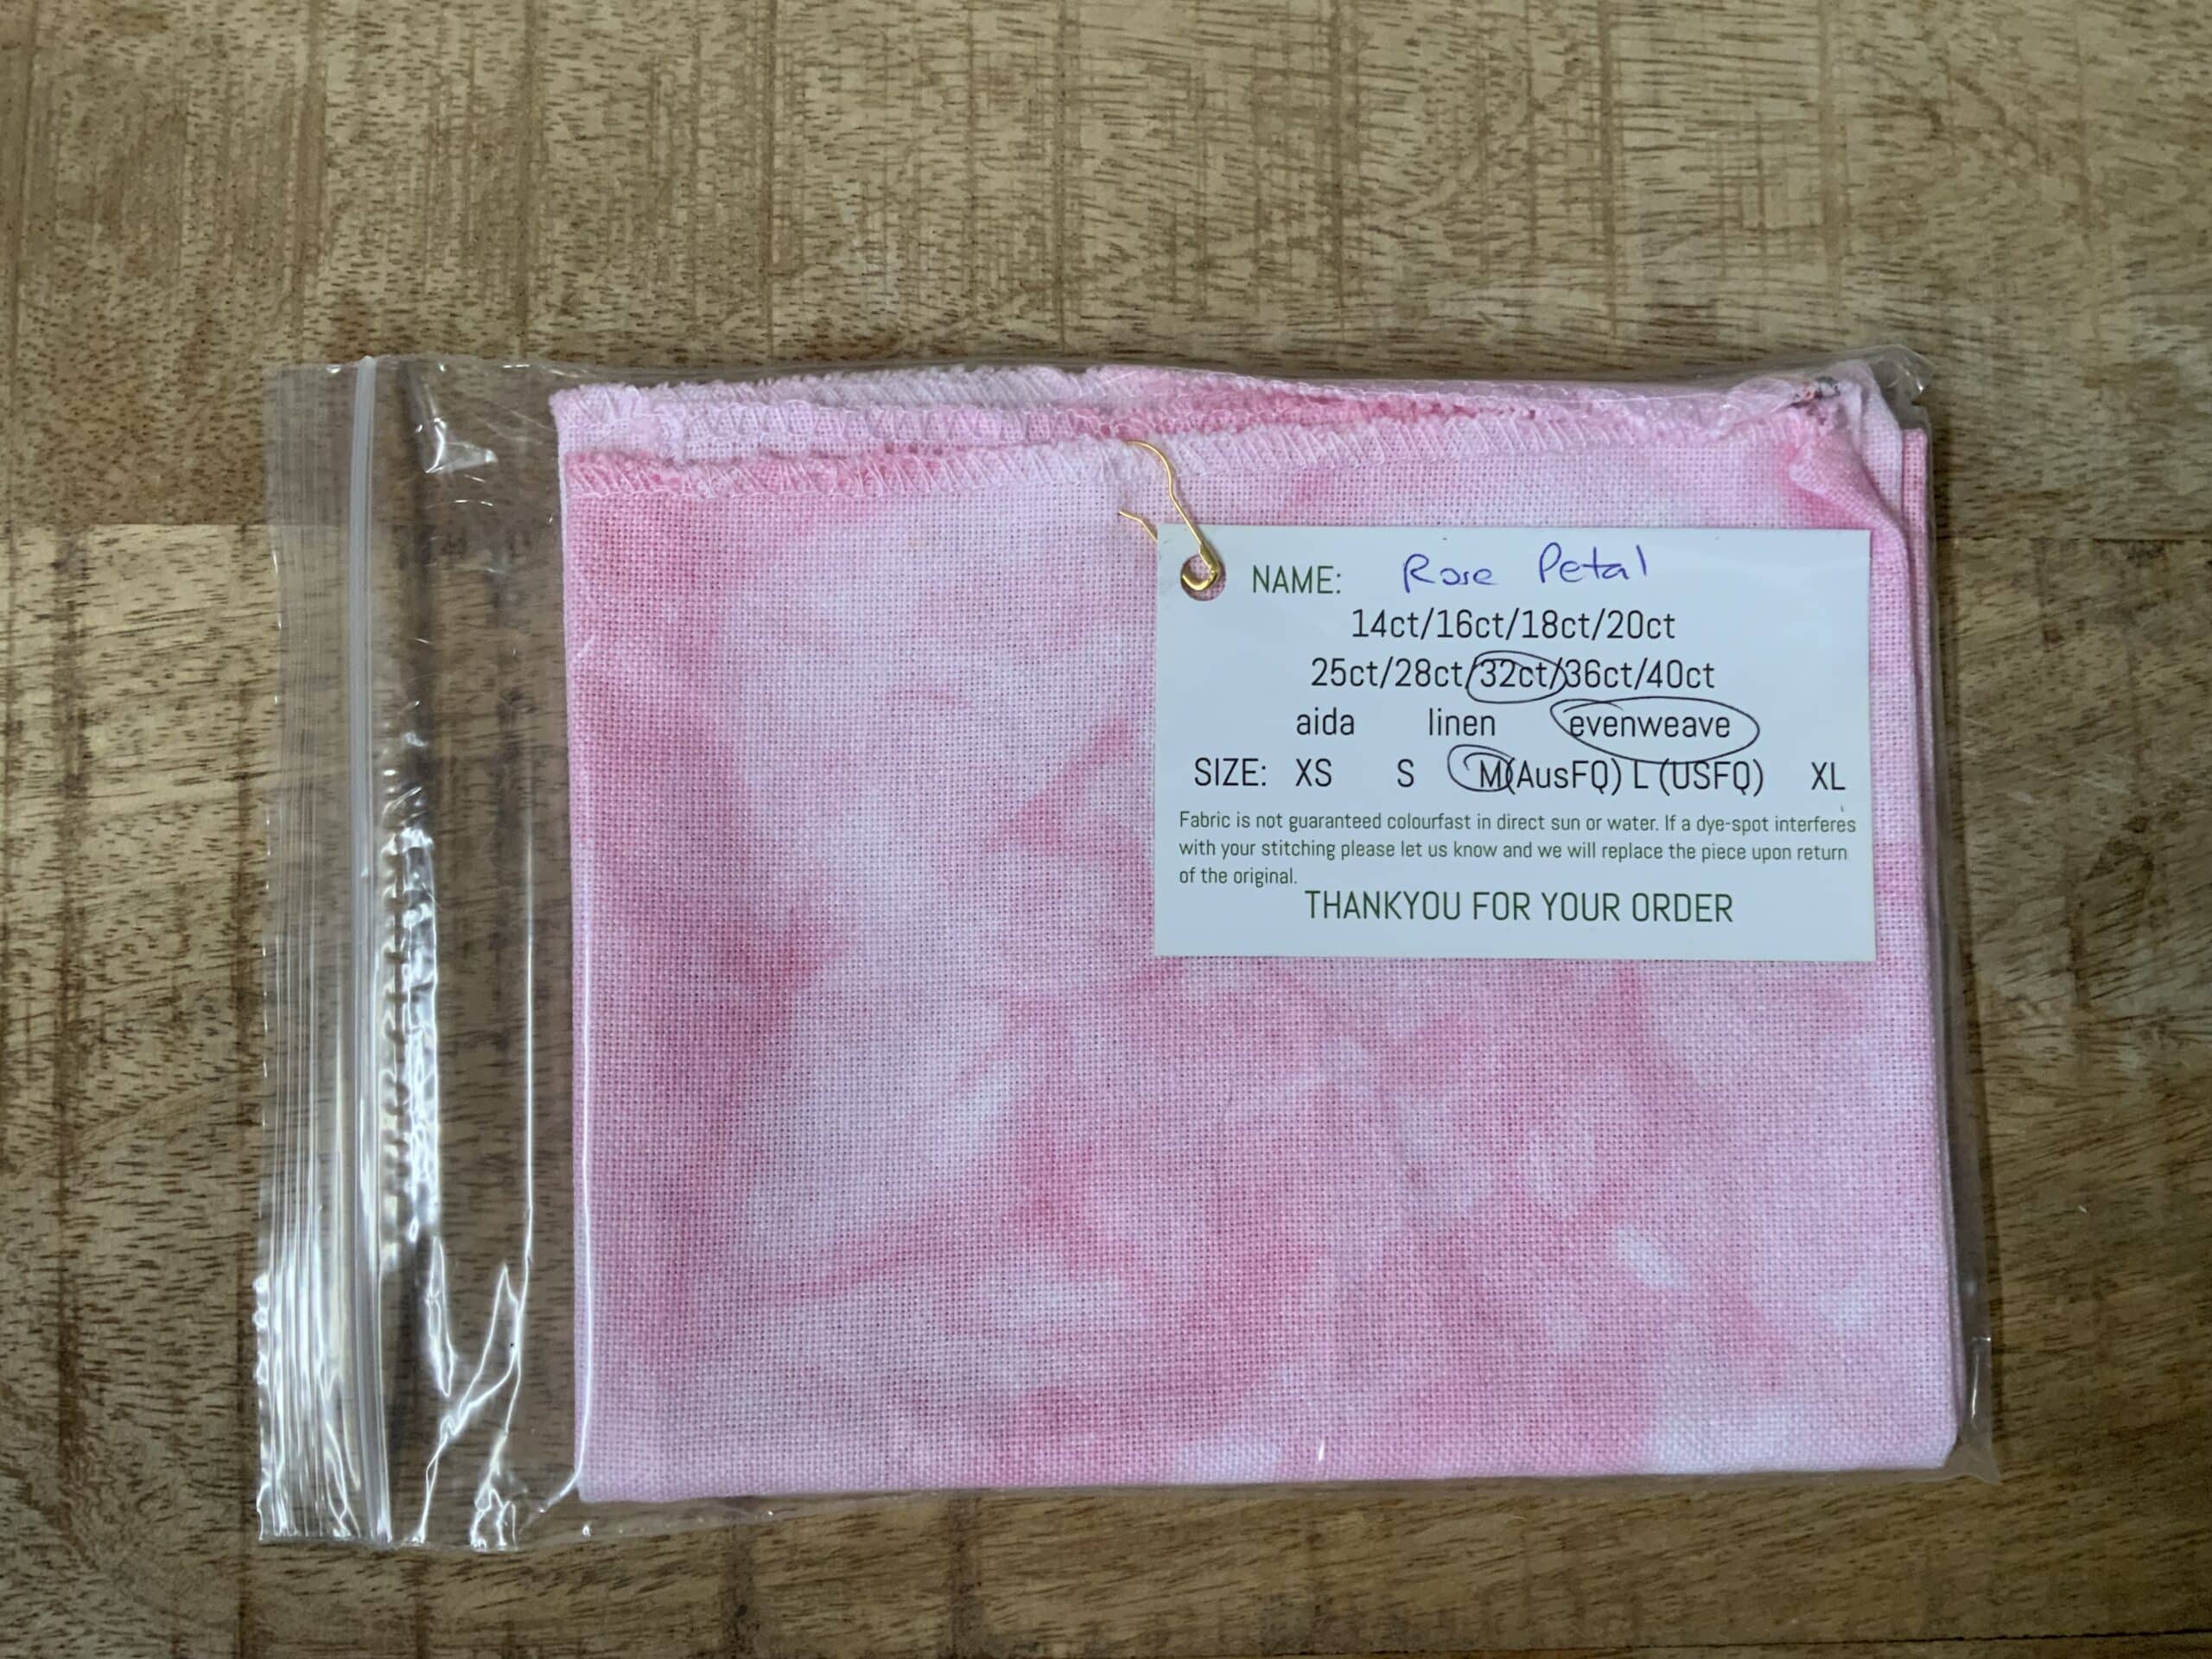 NAME: Rose Petal
14ct/16ct/18ct/20ct
25ct/28ct/32ct/36ct/40ct
aida linen evenweave
SIZE: XS S M(AusFQ) L (USFQ) XL
Fabric is not guaranteed colourfast in direct sun or water. If a dye-spot interferes
with your stitching please let us know and we will replace the piece upon return
of the original.
THANKYOU FOR YOUR ORDER